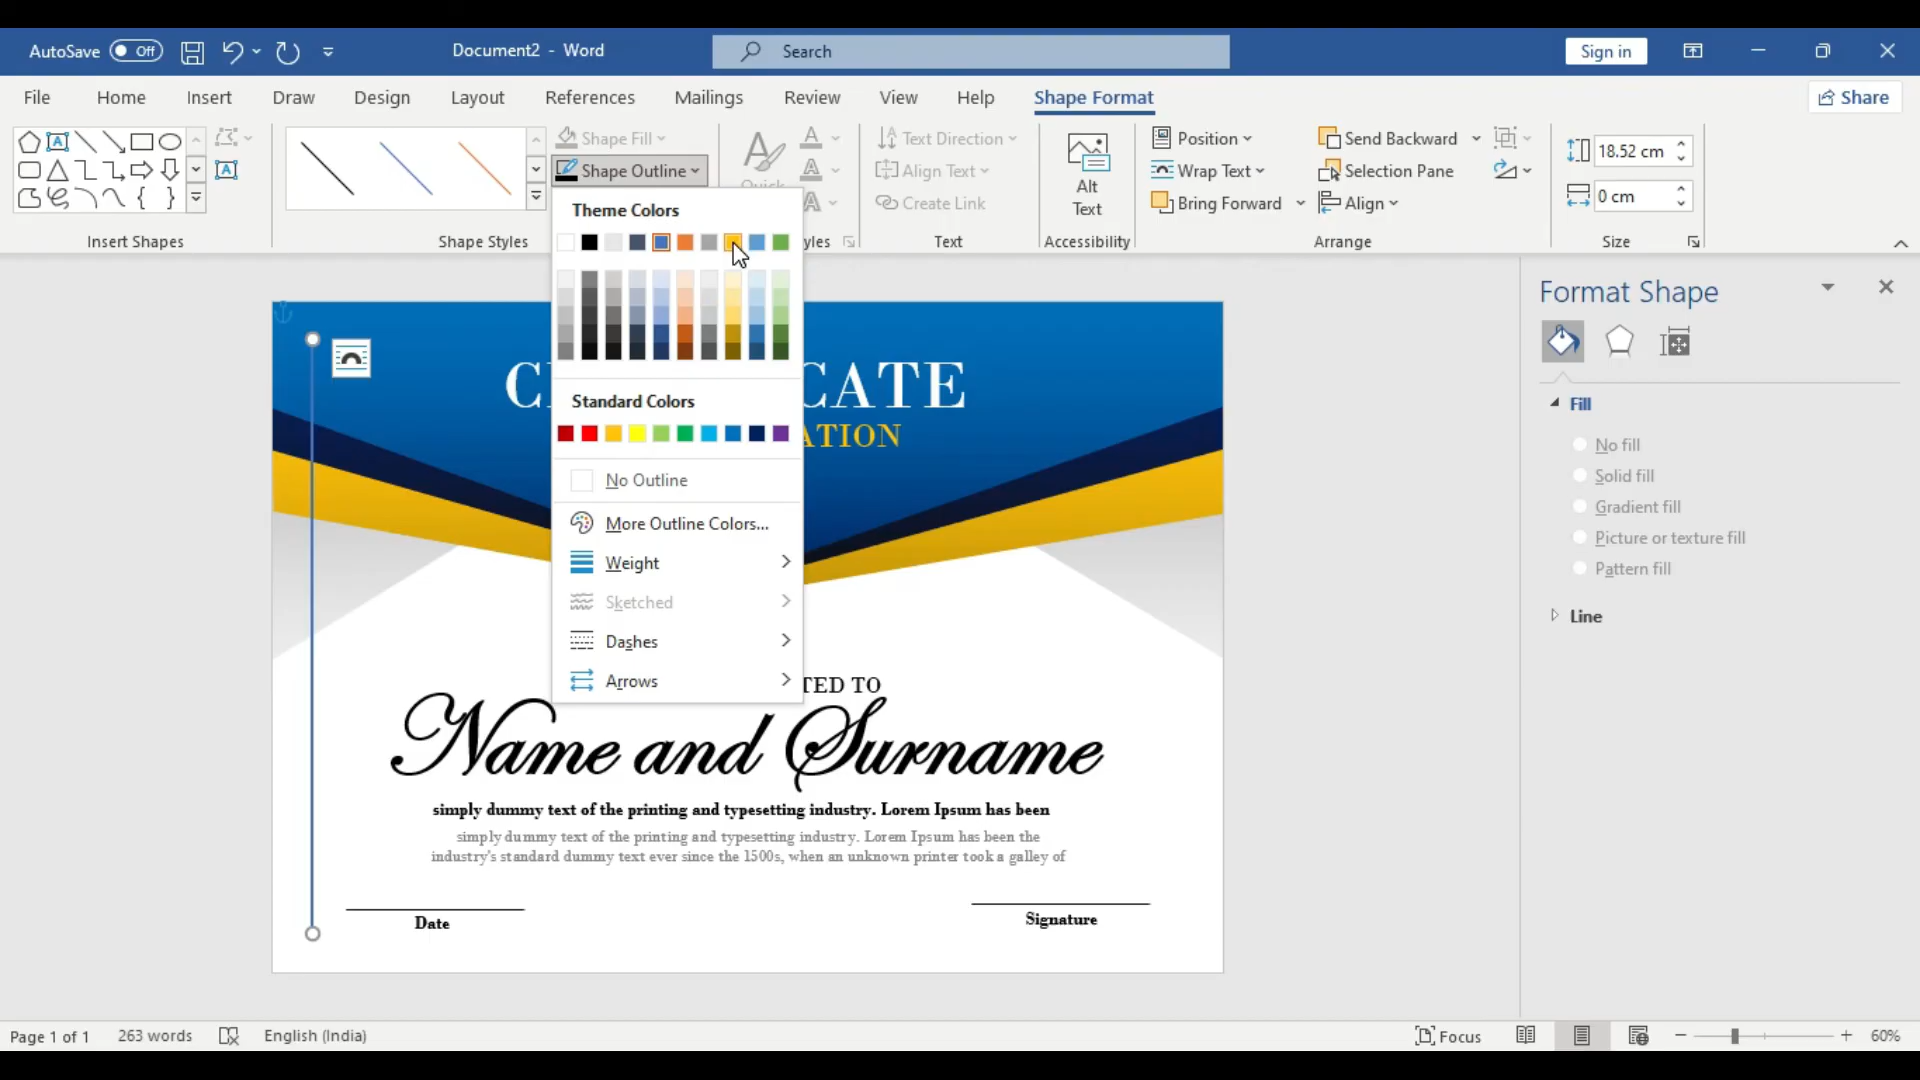 AutoSave Off Document2 - Word Search Sign in
File Home Insert Draw Design Layout References Mailings Review View Help Shape Format Share
Shape Fill
Shape Outline
Text Direction
Align Text
Create Link
Alt
Text
Position
Wrap Text
Bring Forward
Send Backward
Selection Pane
Align
18.52 cm
0 cm
Insert Shapes Shape Styles Text Accessibility Arrange Size
Theme Colors
Standard Colors
No Outline
More Outline Colors...
Weight
Sketched
Dashes
Arrows
Name and Surname
simply dummy text of the printing and typesetting industry. Lorem Ipsum has been
simply dummy text of the printing and typesetting industry. Lorem Ipsum has been the
industry's standard dummy text ever since the 1500s, when an unknown printer took a galley of
Date
Signature
Format Shape
Fill
No fill
Solid fill
Gradient fill
Picture or texture fill
Pattern fill
Line
Page 1 of 1 263 words English (India) Focus 60%